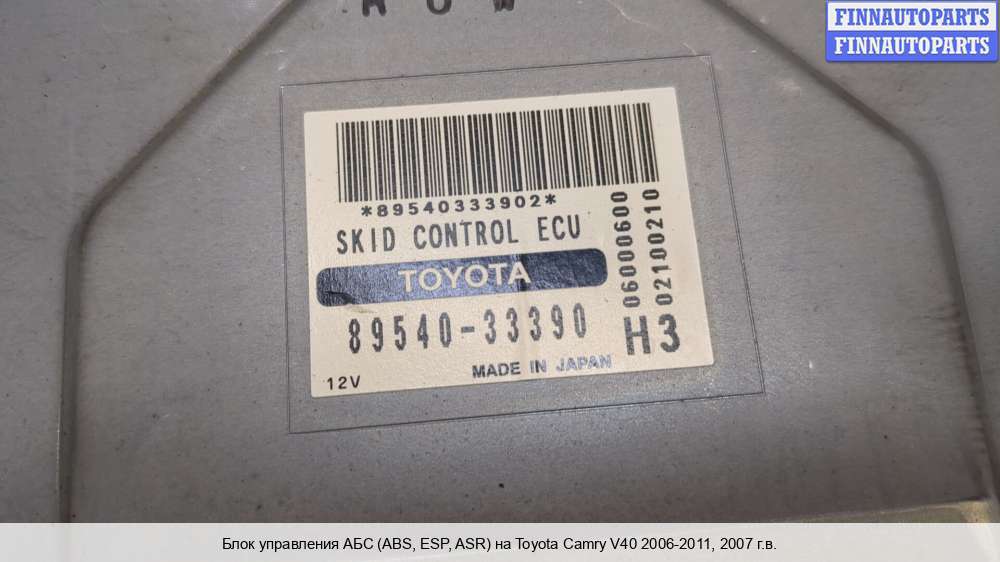 FINNAUTOPARTS
FINNAUTOPARTS
*89540333902*
SKID CONTROL ECU
TOYOTA
89540-33390
H3
06000600
02100210
12V
MADE IN JAPAN
Блок управления АБС (ABS, ESP, ASR) на Toyota Camry V40 2006-2011, 2007 г.в.